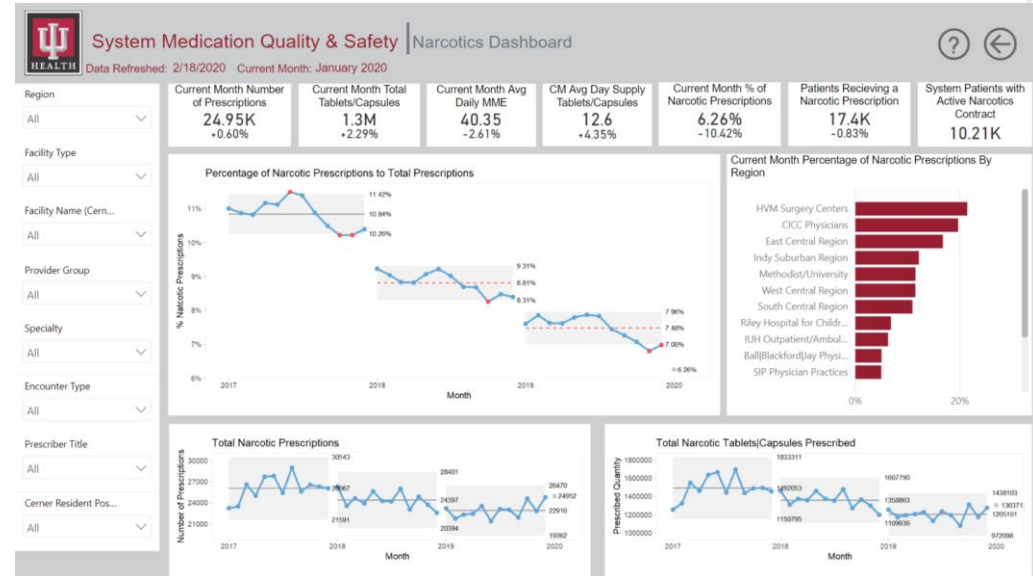 HEALTH
System Medication Quality & Safety
Narcotics Dashboard
?
Data Refreshed: 2/18/2020 Current Month: January 2020
Region
All
Facility Type
All
Facility Name (Cern...
All
Provider Group
All
Specialty
All
Encounter Type
All
Prescriber Title
All
Cerner Resident Pos...
All
Current Month Number
of Prescriptions
24.95K
+0.60%
Current Month Total
Tablets/Capsules
1.3M
+2.29%
Current Month Avg
Daily MME
40.35
-2.61%
CM Avg Day Supply
Tablets/Capsules
12.6
+4.35%
Current Month % of
Narcotic Prescriptions
6.26%
-10.42%
Patients Recieving a
Narcotic Prescription
17.4K
-0.83%
System Patients with
Active Narcotics
Contract
10.21K
Percentage of Narcotic Prescriptions to Total Prescriptions
% Natcotic Prescriptions
11%
10%
9%
8%
7%
6%
11.42%
10.84%
10.26%
9.31%
8.81%
8.31%
7.96%
7.48%
7.00%
6.26%
2017
2018
2019
2020
Month
Current Month Percentage of Narcotic Prescriptions By
Region
HVM Surgery Centers
CICC Physicians
East Central Region
Indy Suburban Region
Methodist/University
West Central Region
South Central Region
Riley Hospital for Childr...
IUH Outpatient/Ambul...
Ball|Blackford|Jay Physi...
SIP Physician Practices
0%
20%
Total Narcotic Prescriptions
Number of Prescriptions
30000
27000
24000
21000
30543
26067
21591
28401
24397
20394
26470
24952
22916
19362
2017
2018
2019
2020
Month
Total Narcotic Tablets|Capsules Prescribed
Prescribed Quantity
1800000
1600000
1400000
1200000
1000000
1833311
1492053
1150795
1607790
1358863
1109936
1438103
130371
1205101
972098
2017
2018
2019
2020
Month